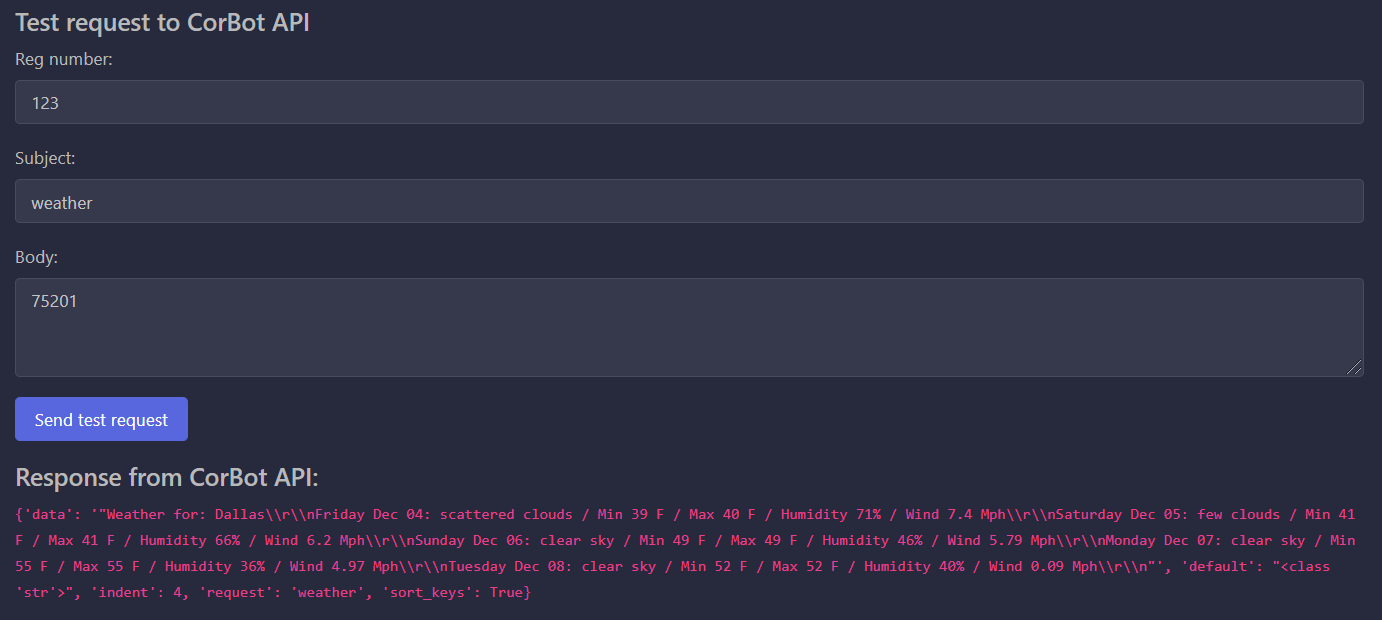 Test request to CorBot API
Reg number:
123
Subject:
weather
Body:
75201
Send test request
Response from CorBot API:
{'data': '"Weather for: Dallas\\r\\nFriday Dec 04: scattered clouds / Min 39 F / Max 40 F / Humidity 71% / Wind 7.4 Mph\\r\\nSaturday Dec 05: few clouds / Min 41
F / Max 41 F / Humidity 66% / Wind 6.2 Mph\\r\\nSunday Dec 06: clear sky / Min 49 F / Max 49 F / Humidity 46% / Wind 5.79 Mph\\r\\nMonday Dec 07: clear sky / Min
55 F / Max 55 F / Humidity 36% / Wind 4.97 Mph\\r\\nTuesday Dec 08: clear sky / Min 52 F / Max 52 F / Humidity 40% / Wind 0.09 Mph\\r\\n"', 'default': "<class
'str'>", 'indent': 4, 'request': 'weather', 'sort_keys': True}